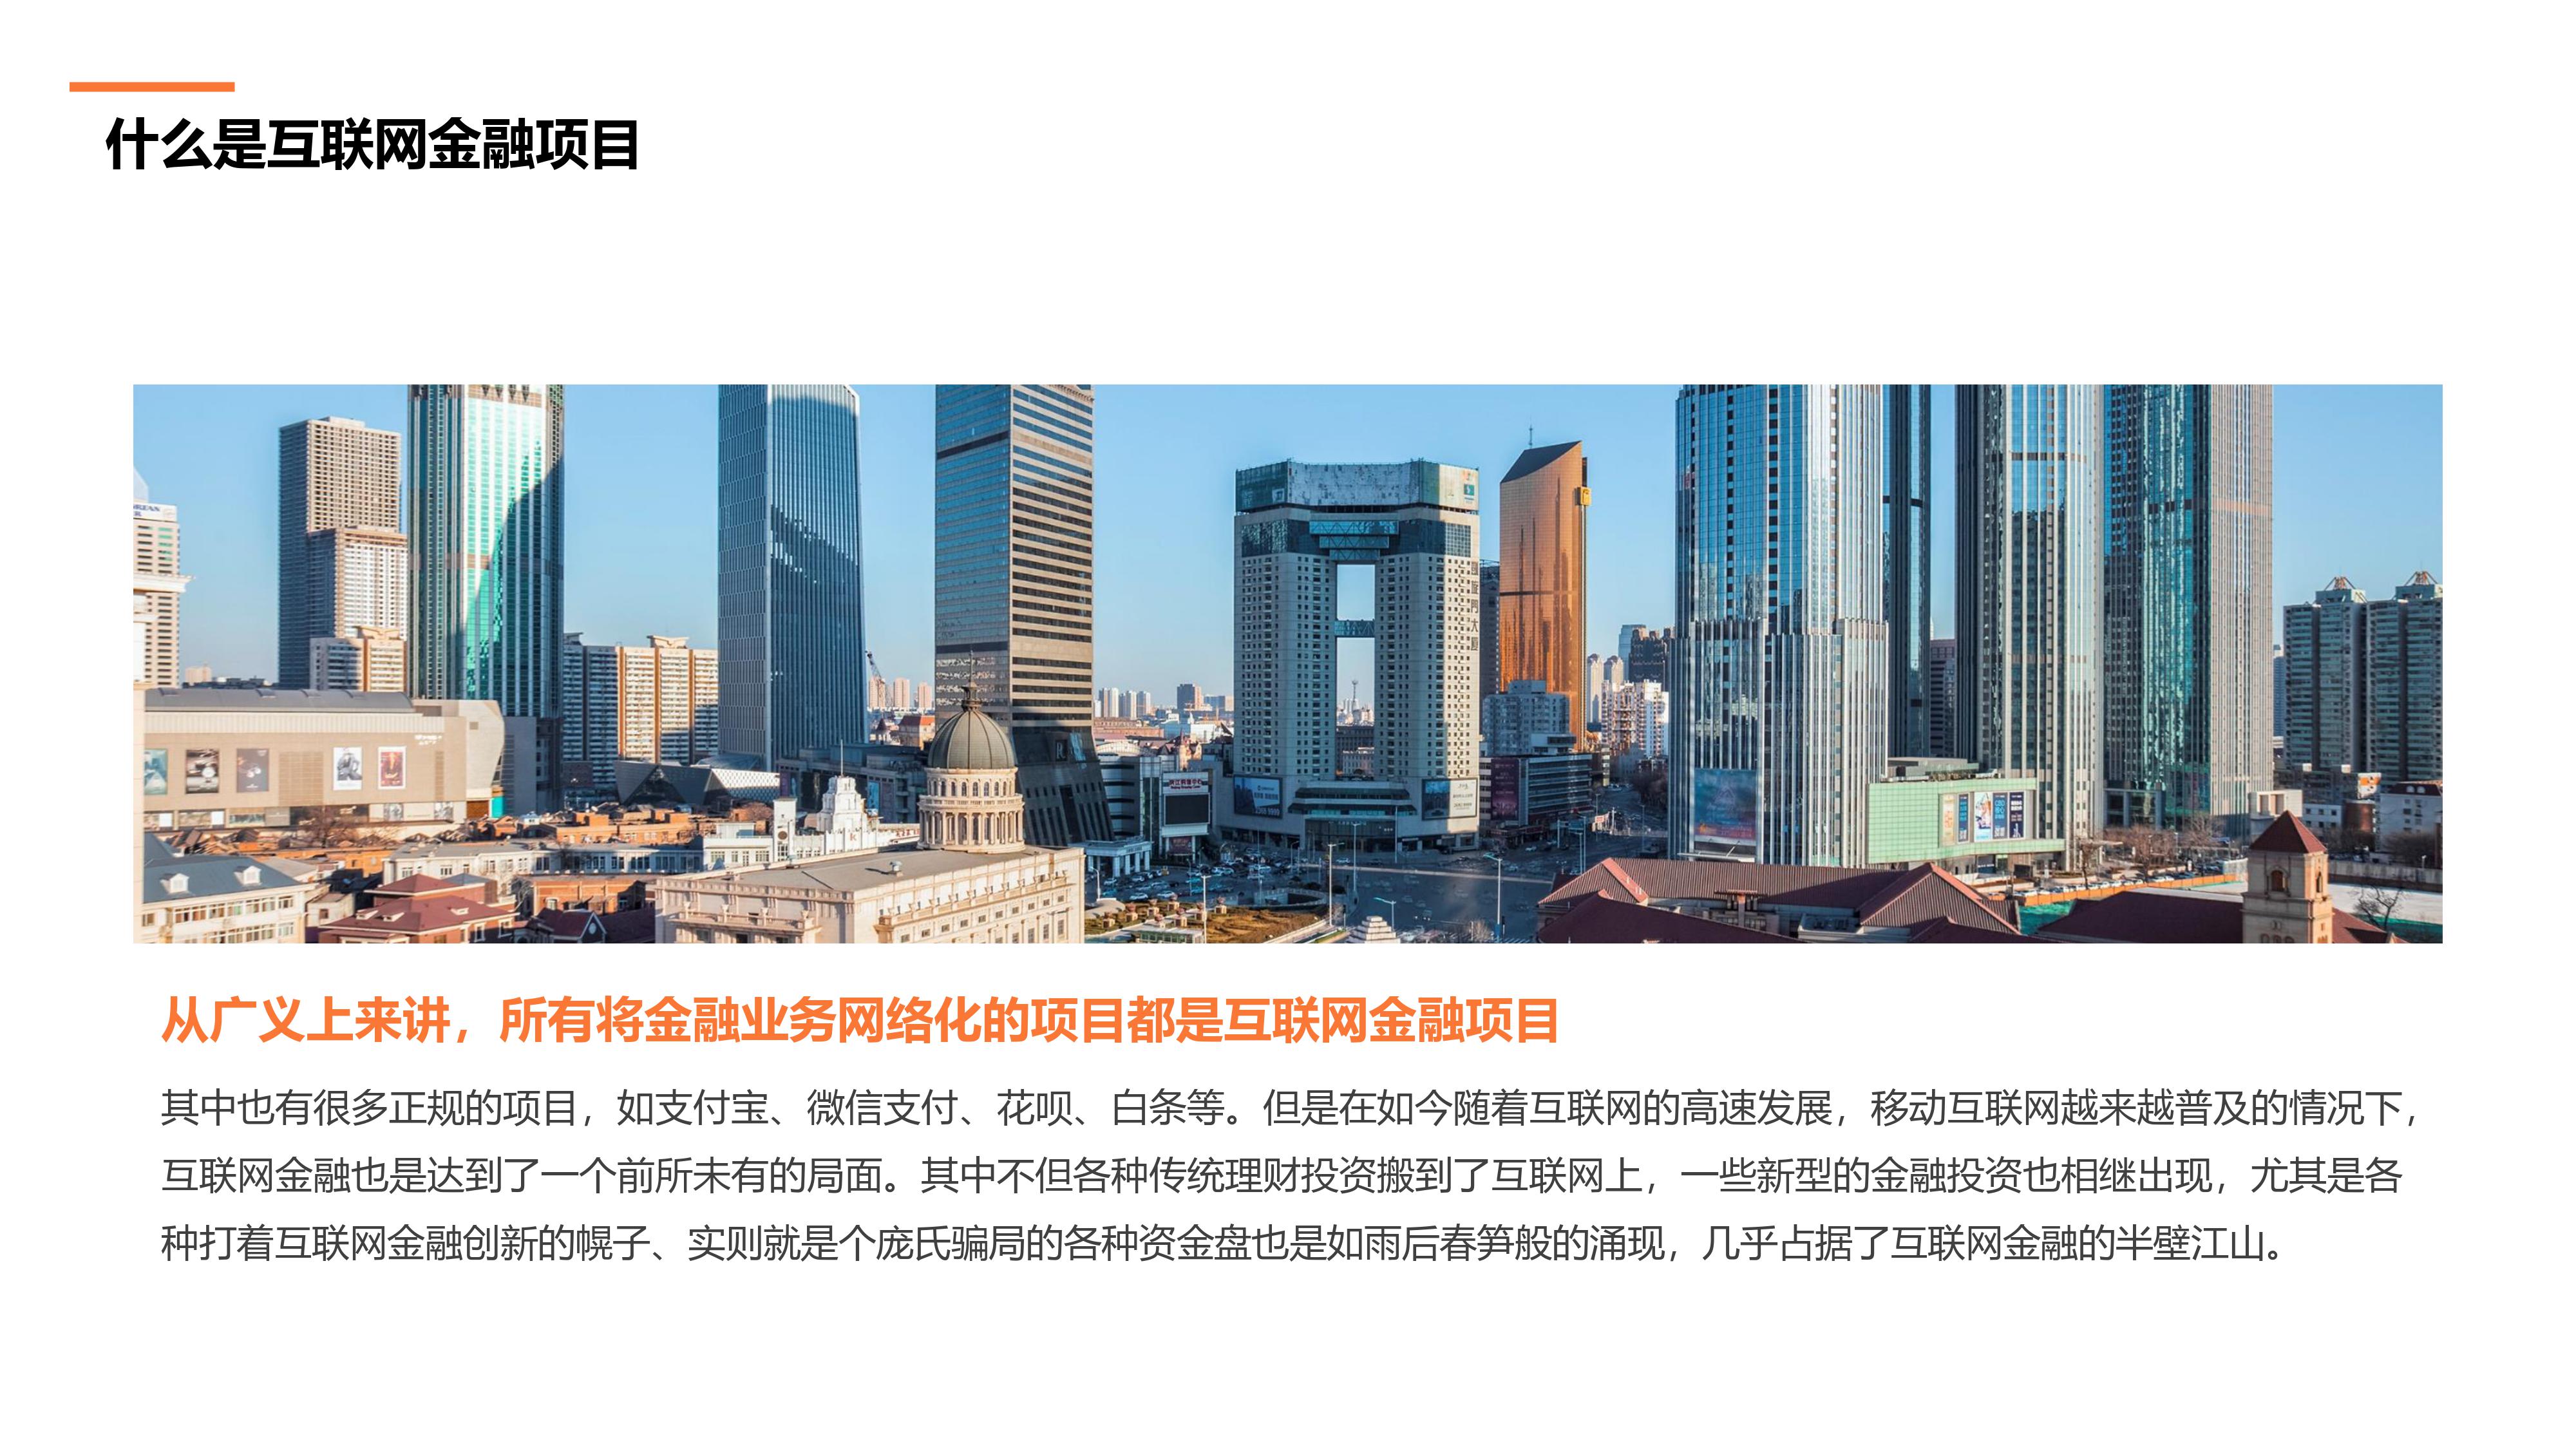 什么是互联网金融项目
从广义上来讲，所有将金融业务网络化的项目都是互联网金融项目
其中也有很多正规的项目，如支付宝、微信支付、花呗、白条等。但是在如今随着互联网的高速发展，移动互联网越来越普及的情况下，
互联网金融也是达到了一个前所未有的局面。其中不但各种传统理财投资搬到了互联网上，一些新型的金融投资也相继出现，尤其是各
种打着互联网金融创新的幌子、实则就是个庞氏骗局的各种资金盘也是如雨后春笋般的涌现，几乎占据了互联网金融的半壁江山。